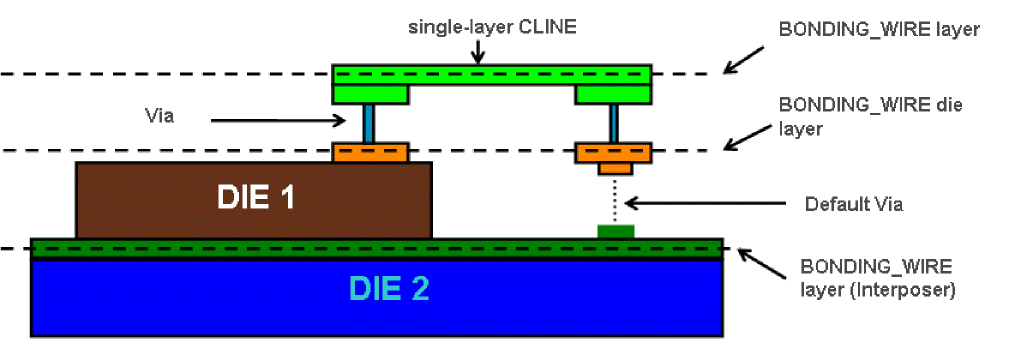 single-layer CLINE
BONDING_WIRE layer
Via
BONDING_WIRE die
layer
DIE 1
Default Via
BONDING_WIRE
layer (Interposer)
DIE 2